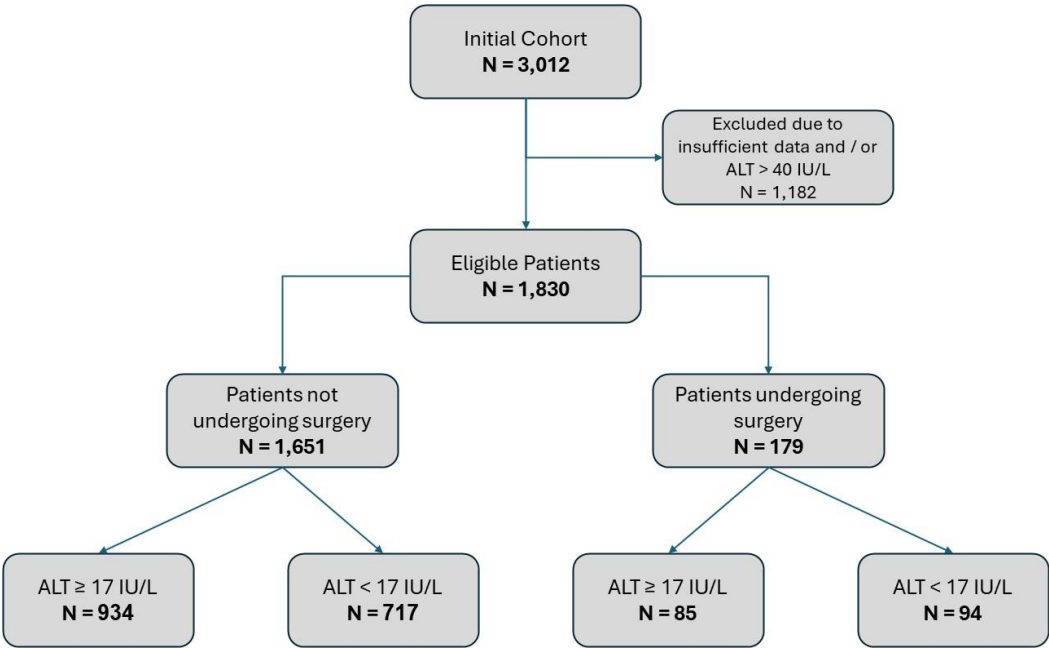 Initial Cohort
N = 3,012
Excluded due to
insufficient data and / or
ALT > 40 IU/L
N = 1,182
Eligible Patients
N = 1,830
Patients not
undergoing surgery
N = 1,651
Patients undergoing
surgery
N = 179
ALT ≥ 17 IU/L
N = 934
ALT < 17 IU/L
N = 717
ALT ≥ 17 IU/L
N = 85
ALT < 17 IU/L
N = 94